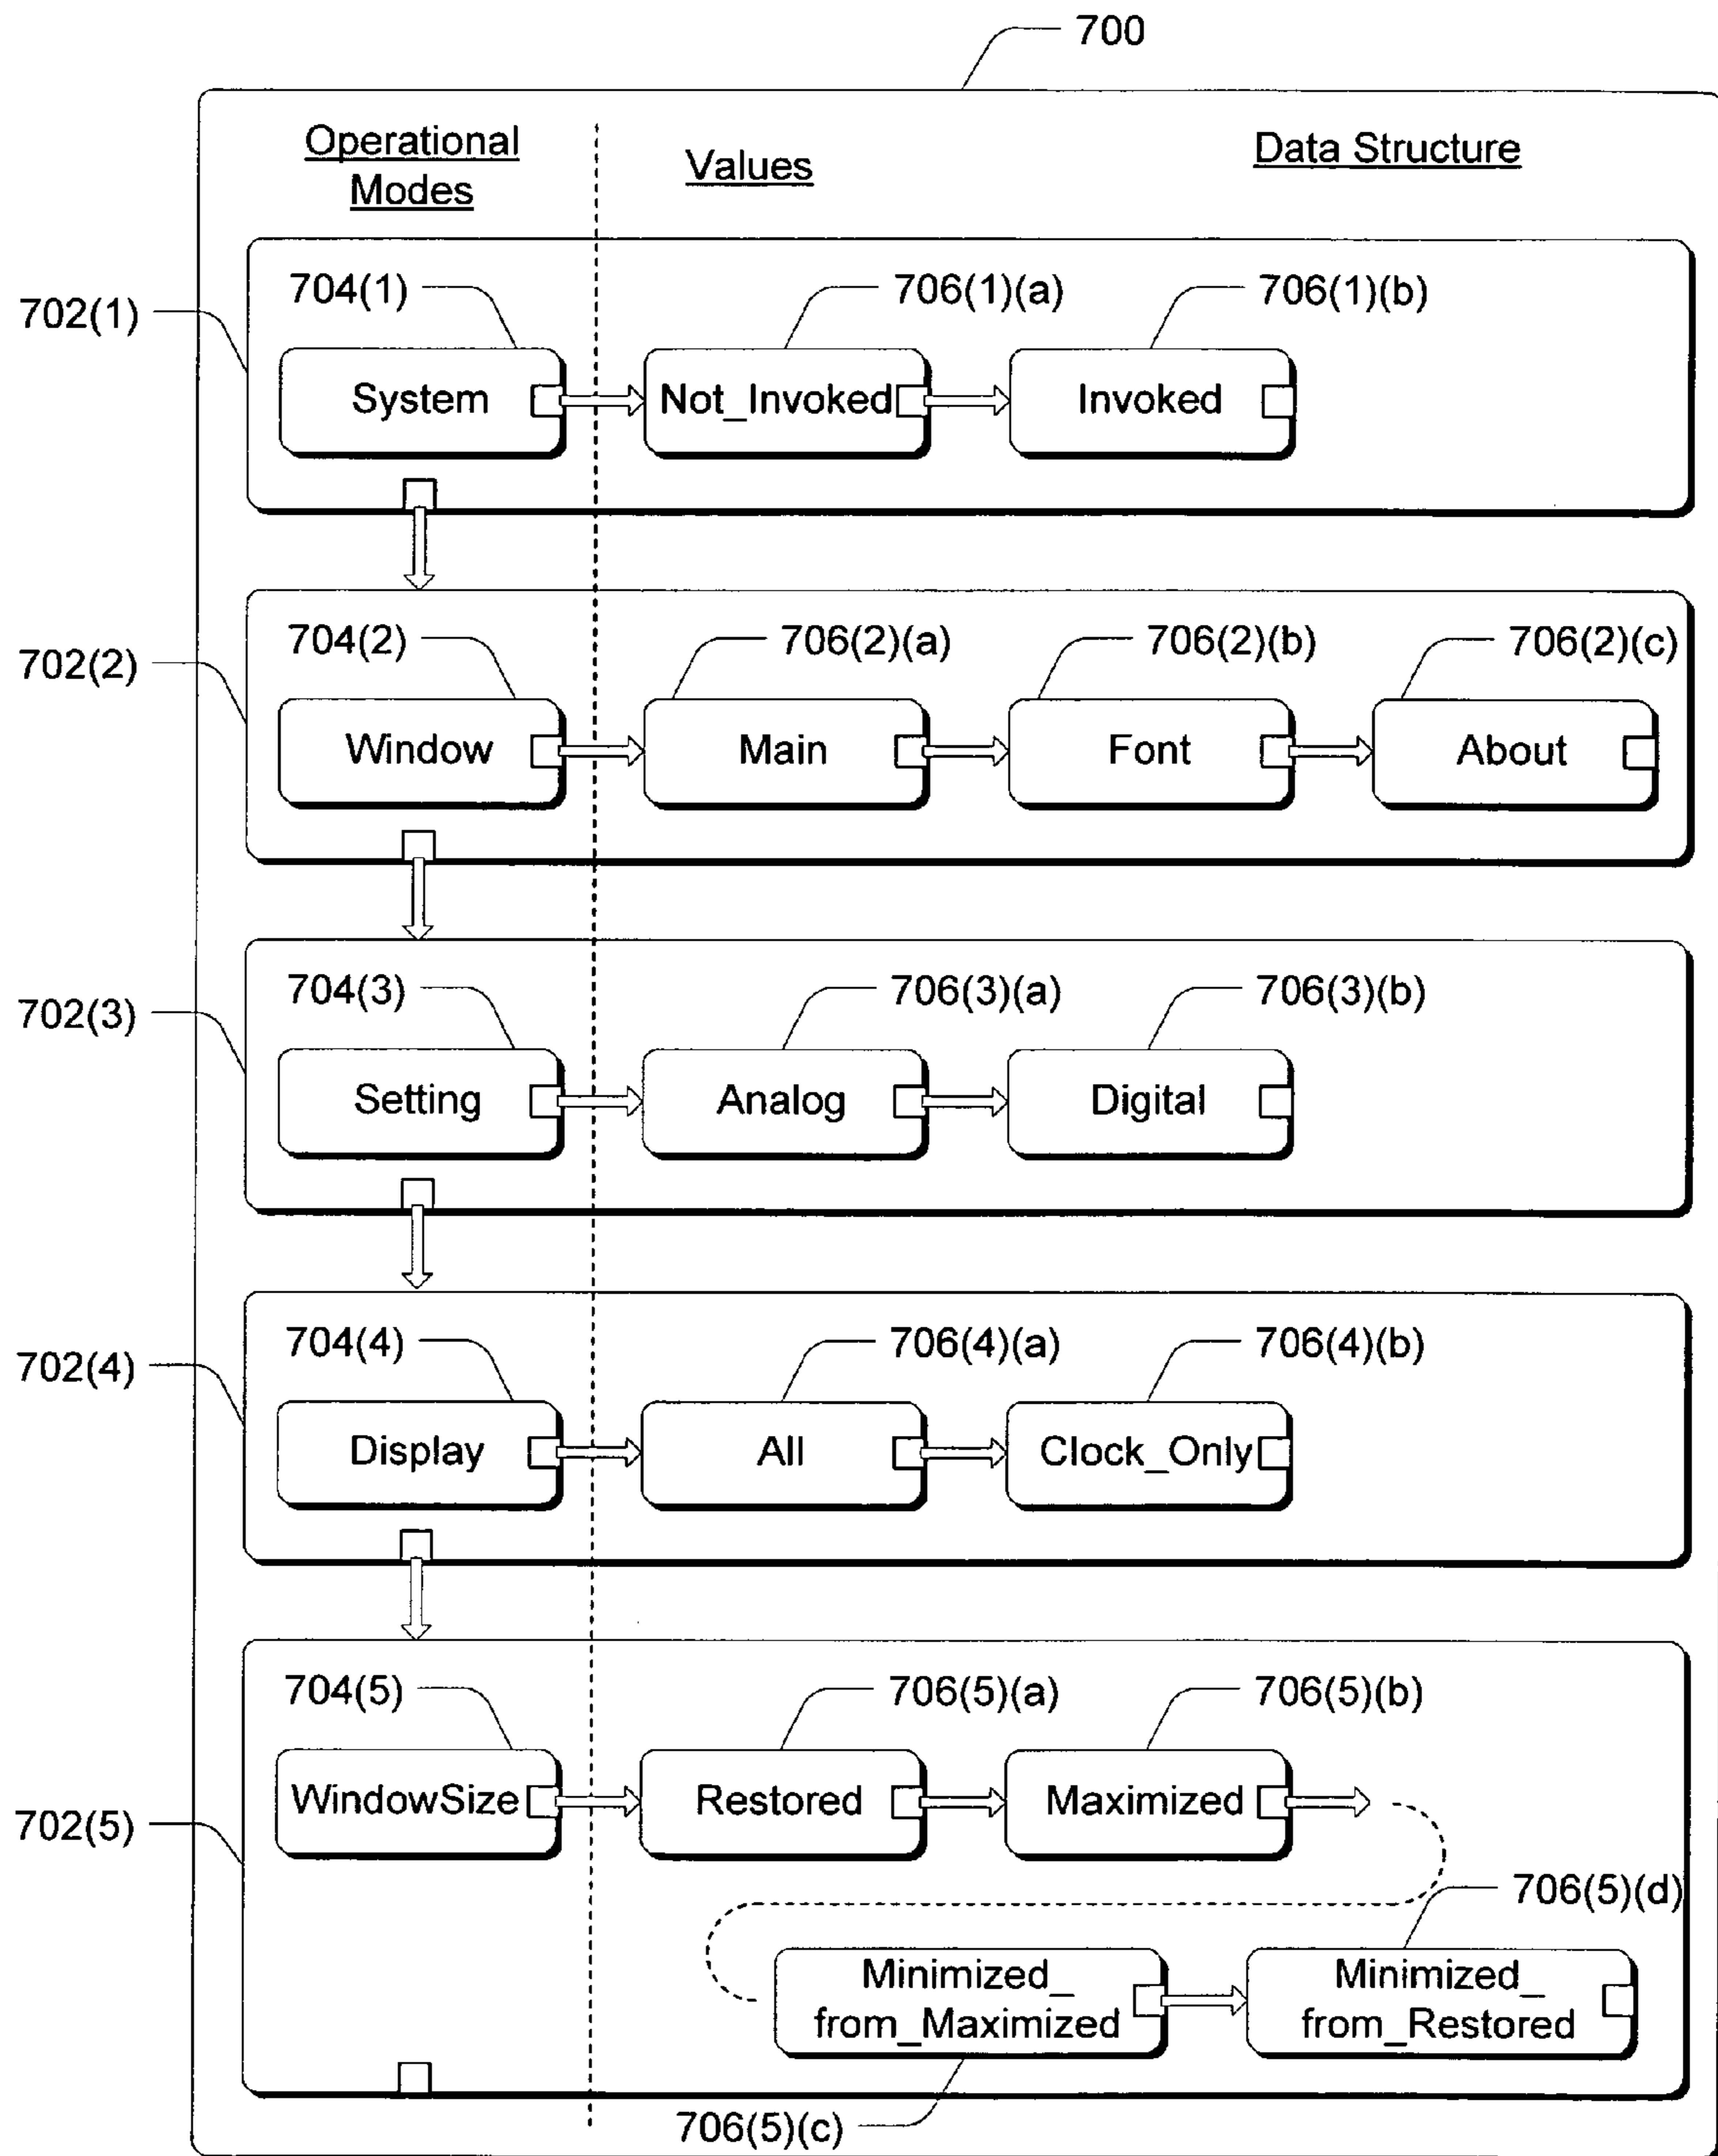 700
Operational
Modes
Values
Data Structure
702(1)
704(1)
706(1)(a)
706(1)(b)
System
Not_Invoked
Invoked
702(2)
704(2)
706(2)(a)
706(2)(b)
706(2)(c)
Window
Main
Font
About
702(3)
704(3)
706(3)(a)
706(3)(b)
Setting
Analog
Digital
702(4)
704(4)
706(4)(a)
706(4)(b)
Display
All
Clock_Only
702(5)
704(5)
706(5)(a)
706(5)(b)
WindowSize
Restored
Maximized
706(5)(d)
Minimized_
from_Maximized
Minimized_
from_Restored
706(5)(c)